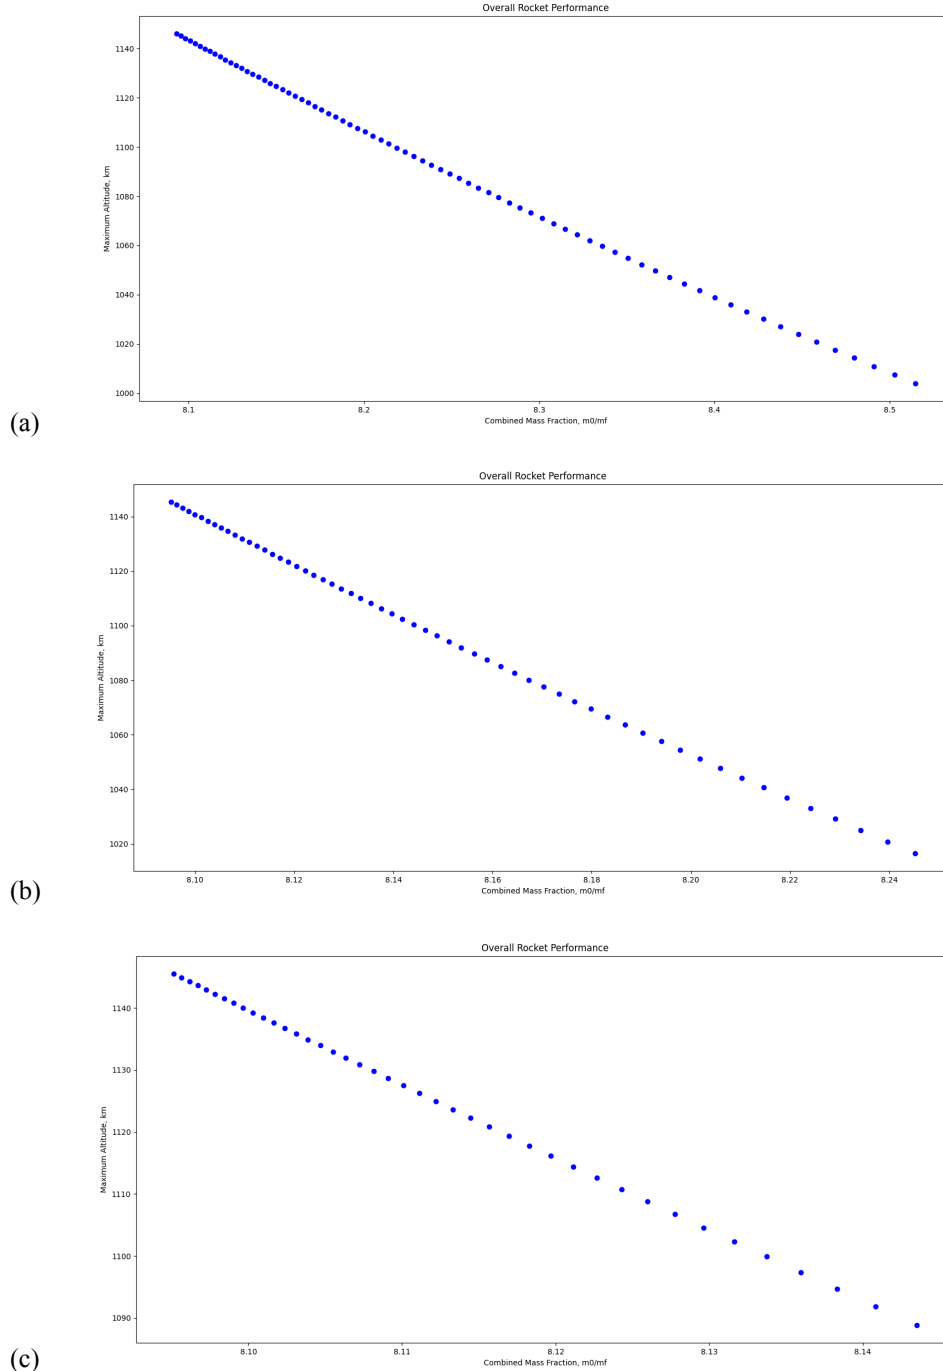 Overall Rocket Performance
1140
1120
1100
1080
1060
1040
1020
1000
Maximum Altitude, km
8.1 8.2 8.3 8.4 8.5
Combined Mass Fraction, m0/mf
(a)
Overall Rocket Performance
1140
1120
1100
1080
1060
1040
1020
Maximum Altitude, km
8.10 8.12 8.14 8.16 8.18 8.20 8.22 8.24
Combined Mass Fraction, m0/mf
(b)
Overall Rocket Performance
1140
1130
1120
1110
1100
1090
Maximum Altitude, km
8.10 8.11 8.12 8.13 8.14
Combined Mass Fraction, m0/mf
(c)